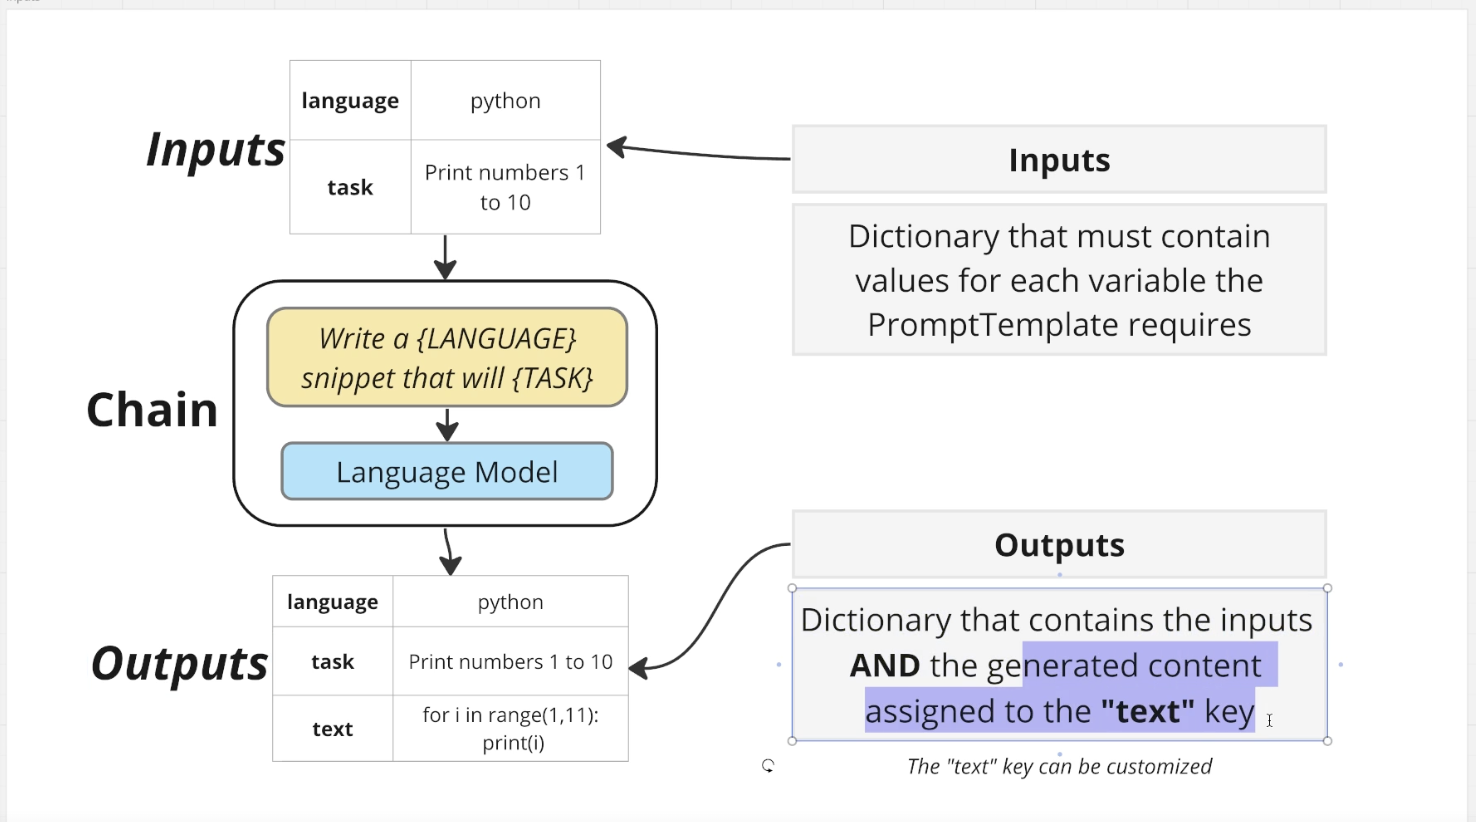 Inputs
language
python
task
Print numbers 1
to 10
Inputs
Dictionary that must contain
values for each variable the
PromptTemplate requires
Chain
Write a {LANGUAGE}
snippet that will {TASK}
Language Model
Outputs
language
python
task
Print numbers 1 to 10
text
for i in range(1,11):
print(i)
Outputs
Dictionary that contains the inputs
AND the generated content
assigned to the "text" key
The "text" key can be customized